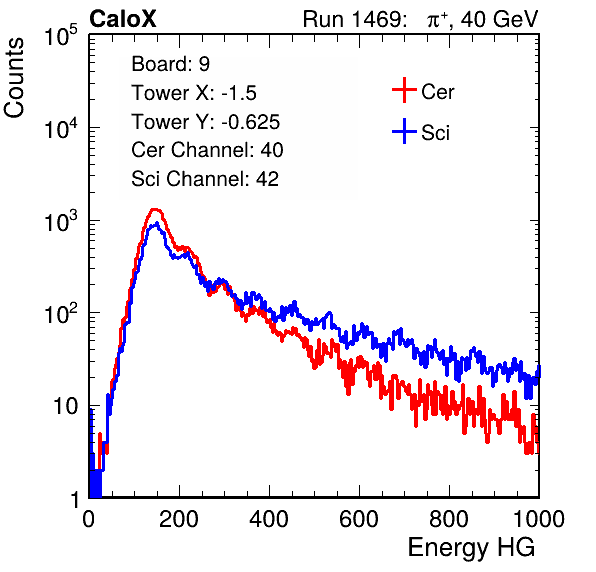 CaloX Run 1469: π⁺, 40 GeV
Counts
10⁵
10⁴
10³
10²
10
1
Board: 9
Tower X: -1.5
Tower Y: -0.625
Cer Channel: 40
Sci Channel: 42
Cer
Sci
0 200 400 600 800 1000
Energy HG